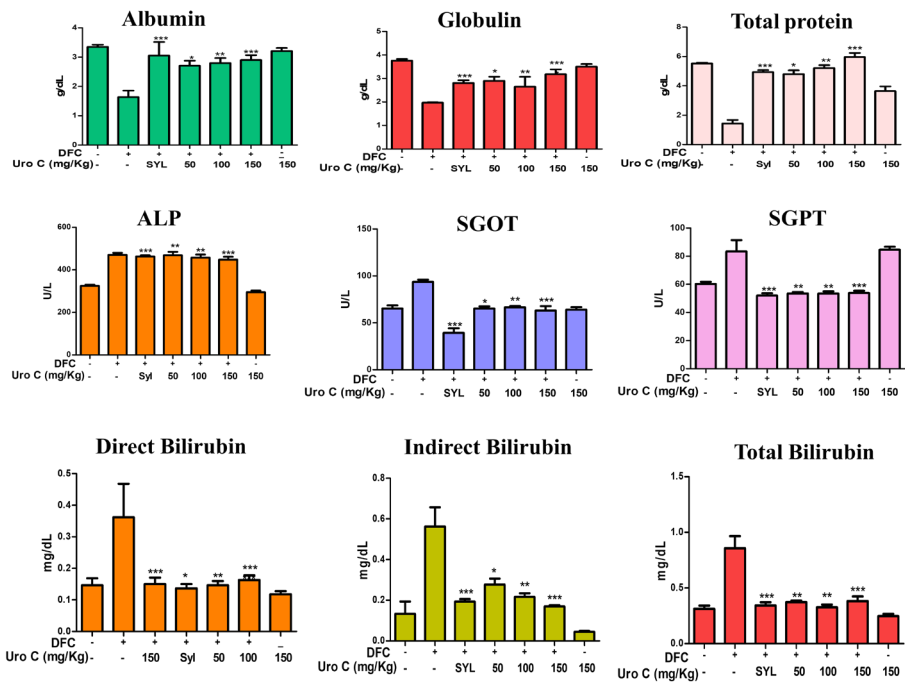 Albumin
Globulin
Total protein
g/dL
4
3
2
1
0
*** * ** ***
DFC - + + + + + -
Uro C (mg/Kg) - - SYL 50 100 150 150
g/dL
5
4
3
2
1
0
*** * ** ***
DFC - + + + + + -
Uro C (mg/Kg) - - SYL 50 100 150 150
g/dL
8
6
4
2
0
*** * ** ***
DFC - + + + + + -
Uro C (mg/Kg) - - Syl 50 100 150 150
ALP
SGOT
SGPT
U/L
600
400
200
0
*** ** ** ***
DFC - + + + + + -
Uro C (mg/Kg) - - Syl 50 100 150 150
U/L
150
100
50
0
*** * ** ***
DFC - + + + + + -
Uro C (mg/Kg) - - SYL 50 100 150 150
U/L
100
80
60
40
20
0
*** ** ** ***
DFC - + + + + + -
Uro C (mg/Kg) - - SYL 50 100 150 150
Direct Bilirubin
Indirect Bilirubin
Total Bilirubin
mg/dL
0.5
0.4
0.3
0.2
0.1
0.0
*** * ** ***
DFC - + + + + + -
Uro C (mg/Kg) - - 150 Syl 50 100 150
mg/dL
0.8
0.6
0.4
0.2
0.0
*** * ** ***
DFC - + + + + + -
Uro C (mg/Kg) - - SYL 50 100 150 150
mg/dL
1.5
1.0
0.5
0.0
*** ** ** ***
DFC - + + + + + -
Uro C (mg/Kg) - - SYL 50 100 150 150